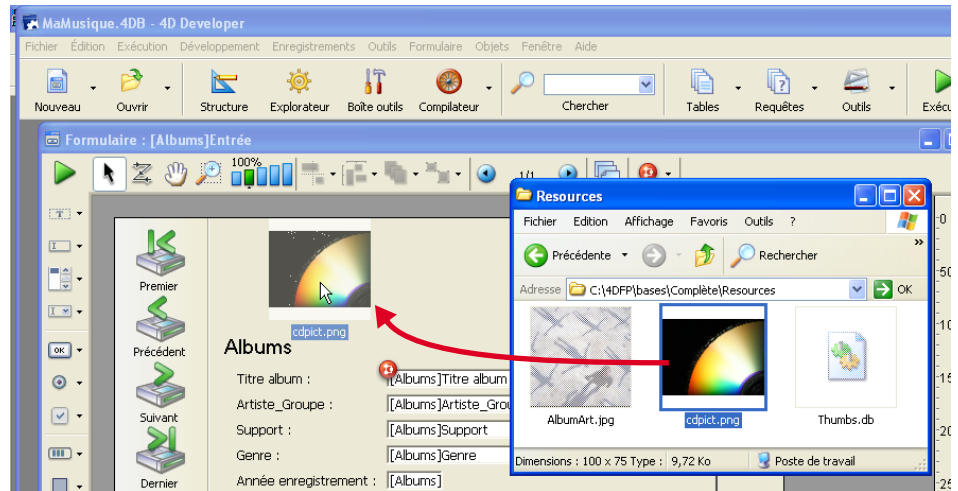 MaMusique.4DB - 4D Developer
Fichier Édition Exécution Développement Enregistrements Outils Formulaire Objets Fenêtre Aide
Nouveau Ouvrir Structure Explorateur Boîte outils Compilateur Chercher Tables Requêtes Outils
Formulaire : [Albums]Entrée
100%
1/1
Resources
Fichier Edition Affichage Favoris Outils ?
Précédente Rechercher
Adresse C:\4DFP\bases\Complète\Resources OK
AlbumArt.jpg cdpict.png Thumbs.db
Dimensions : 100 x 75 Type : 9,72 Ko Poste de travail
Premier
Précédent
Suivant
Dernier
OK
cdpict.png
Albums
Titre album : [Albums]Titre album
Artiste_Groupe :
Support : [Albums]Support
Genre : [Albums]Genre
Année enregistrement : [Albums]